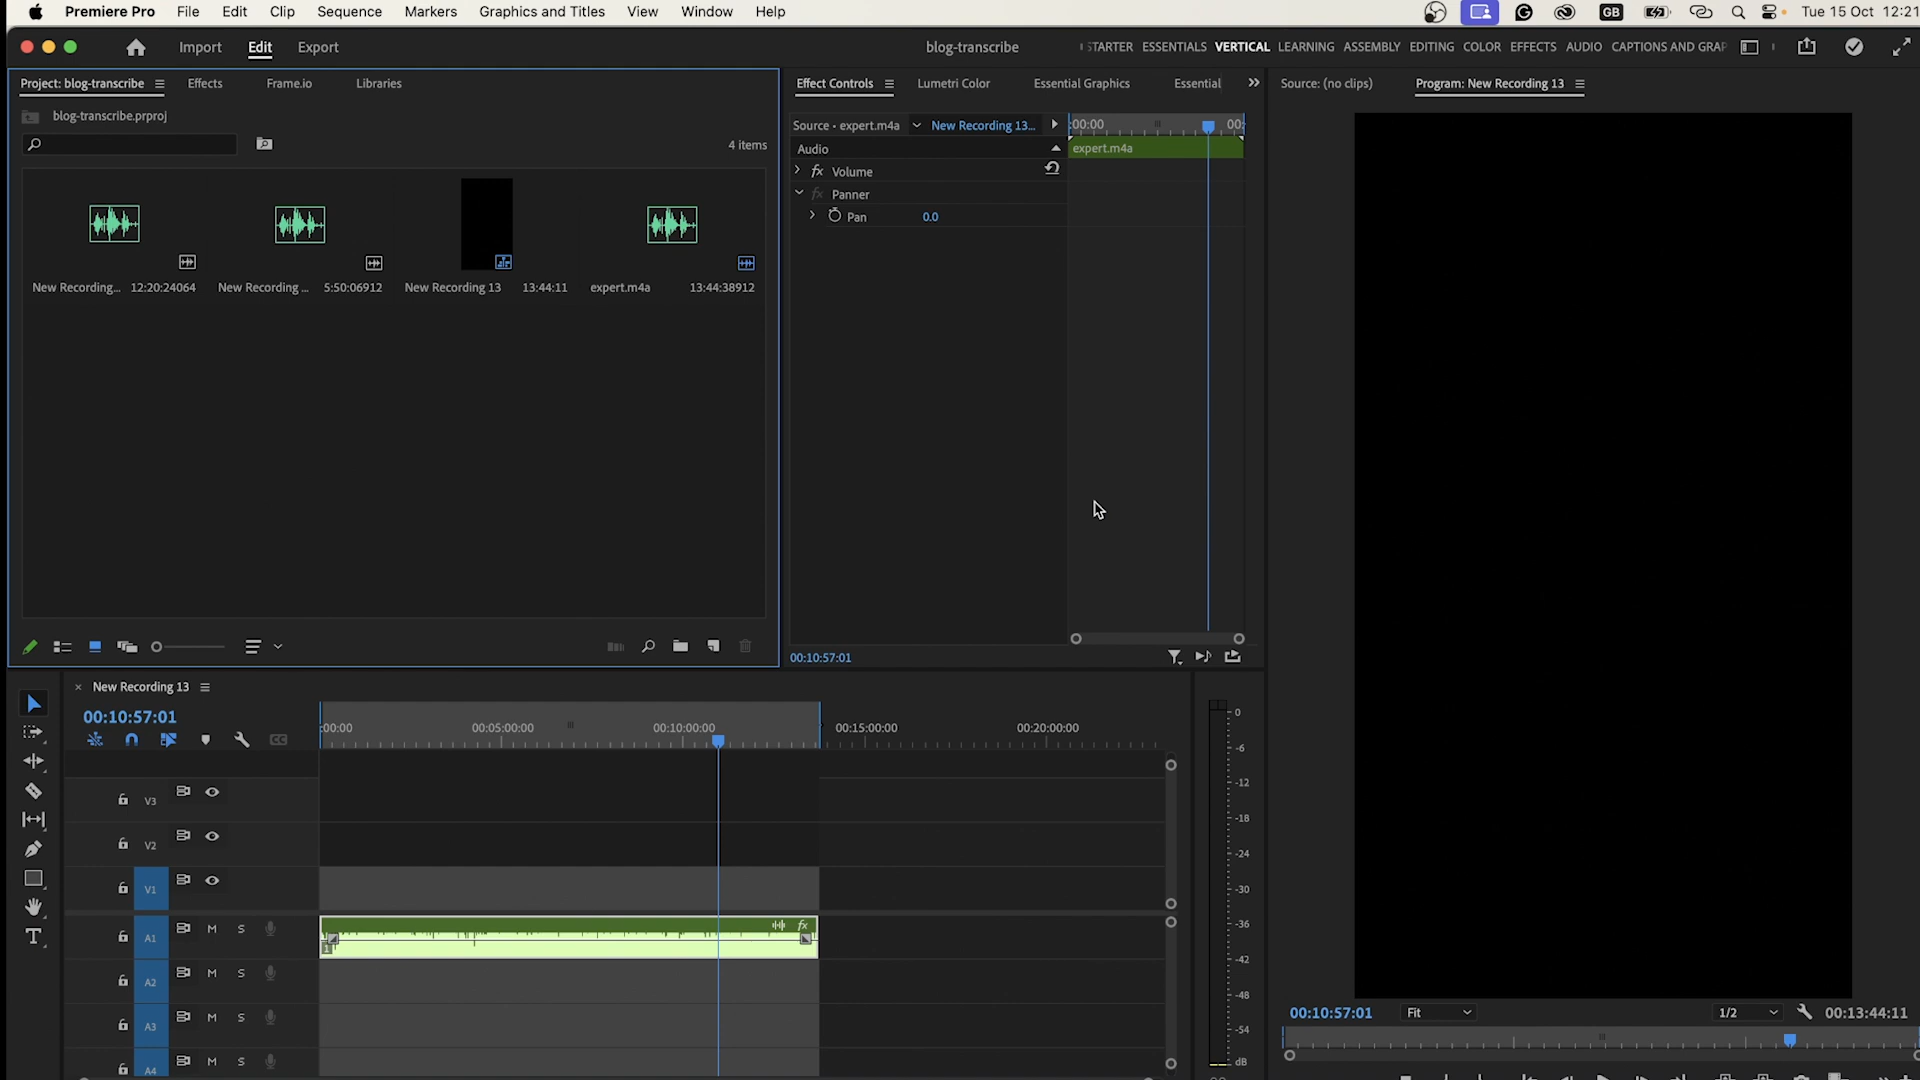 Premiere Pro File Edit Clip Sequence Markers Graphics and Titles View Window Help GB Tue 15 Oct 12:21
Import Edit Export blog-transcribe STARTER ESSENTIALS VERTICAL LEARNING ASSEMBLY EDITING COLOR EFFECTS AUDIO CAPTIONS AND GRAP
Project: blog-transcribe Effects Frame.io Libraries
blog-transcribe.prproj
4 items
New Recording... 12:20:24064 New Recording ... 5:50:06912 New Recording 13 13:44:11 expert.m4a 13:44:38912
Effect Controls Lumetri Color Essential Graphics Essential
Source • expert.m4a New Recording 13... :00:00 00:
Audio expert.m4a
fx Volume
fx Panner
Pan 0.0
00:10:57:01
Source: (no clips) Program: New Recording 13
00:10:57:01 Fit 1/2 00:13:44:11
New Recording 13
00:10:57:01
:00:00 00:05:00:00 00:10:00:00 00:15:00:00 00:20:00:00
CC
V3
V2
V1
A1 M S fx
1
A2 M S
A3 M S
A4 M S
T
0
-6
-12
-18
-24
-30
-36
-42
-48
-54
dB